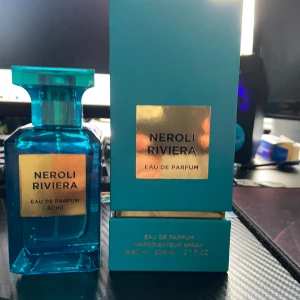 NEROLI
RIVIERA
EAU DE PARFUM
80ml
NEROLI
RIVIERA
EAU DE PARFUM
EAU DE PARFUM
VAPORISATEUR SPRAY